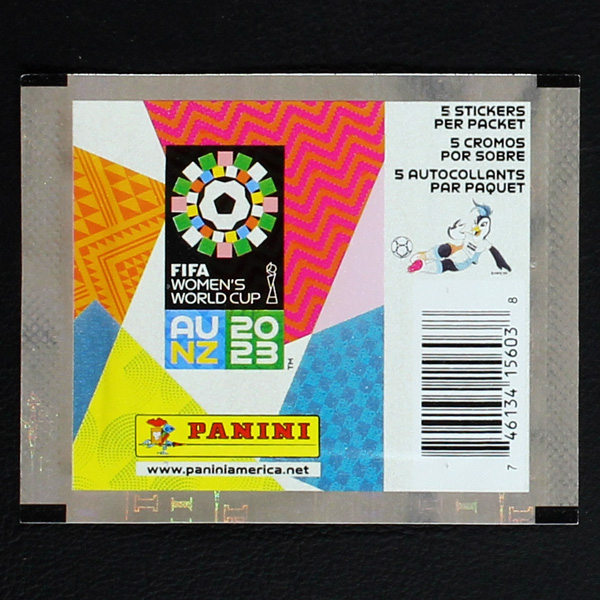 5 STICKERS
PER PACKET
5 CROMOS
POR SOBRE
5 AUTOCOLLANTS
PAR PAQUET
FIFA
WOMEN'S
WORLD CUP
AU 20
NZ 23
TM
PANINI
www.paniniamerica.net
7 46134 15603 8